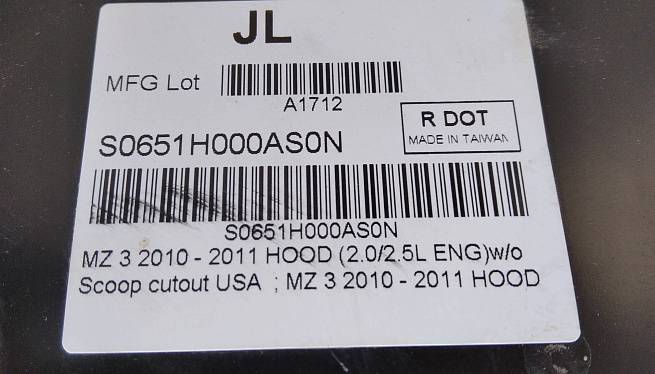 JL
MFG Lot
A1712
R DOT
MADE IN TAIWAN
S0651H000AS0N
S0651H000AS0N
MZ 3 2010 - 2011 HOOD (2.0/2.5L ENG)w/o
Scoop cutout USA ; MZ 3 2010 - 2011 HOOD